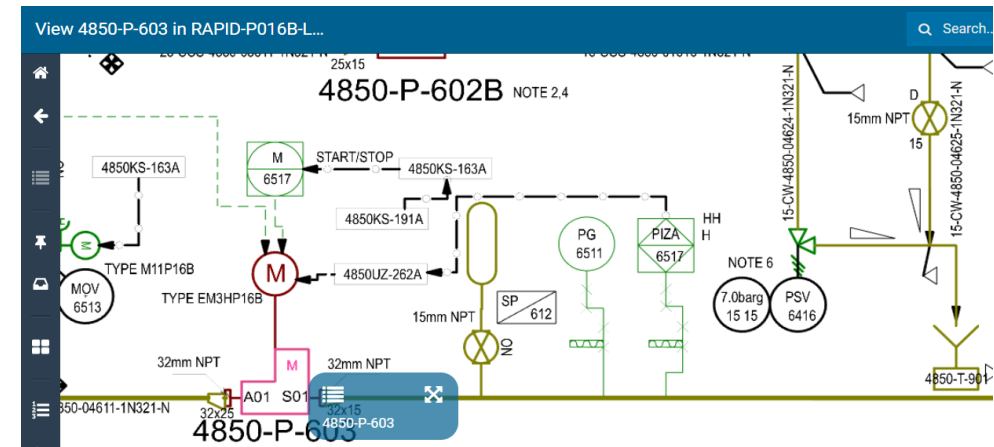 View 4850-P-603 in RAPID-P016B-L...
Search...
25x15
4850-P-602B NOTE 2,4
15-CW-4850-04624-1N321-N
15-CW-4850-04625-1N321-N
D
15mm NPT
15
M
6517
START/STOP
4850KS-163A
4850KS-163A
4850KS-191A
PG
6511
PIZA
6517
HH
H
M
TYPE M11P16B
MOV
6513
M
TYPE EM3HP16B
4850UZ-262A
NOTE 6
7.0barg
15 15
PSV
6416
SP
612
15mm NPT
NO
32mm NPT
M
32mm NPT
A01
S01
4850-T-901
850-04611-1N321-N
32x25
32x15
4850-P-603
4850-P-603